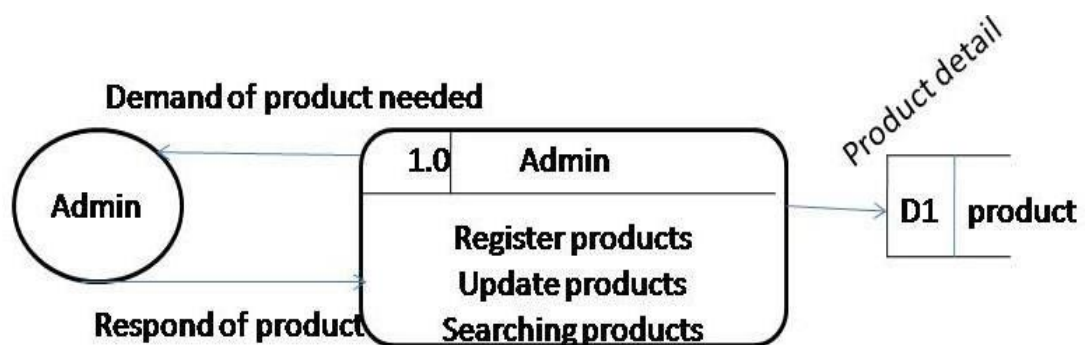 Product detail
Demand of product needed
1.0 Admin
Admin
D1 product
Register products
Update products
Respond of product
Searching products